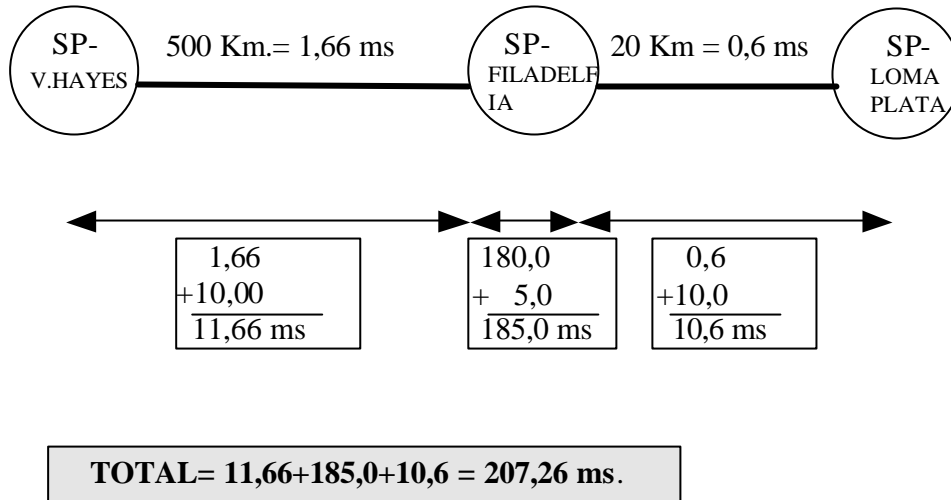 SP-
V.HAYES
500 Km.= 1,66 ms
SP-
FILADELF
IA
20 Km = 0,6 ms
SP-
LOMA
PLATA
1,66
+10,00
11,66 ms
180,0
+ 5,0
185,0 ms
0,6
+10,0
10,6 ms
TOTAL= 11,66+185,0+10,6 = 207,26 ms.